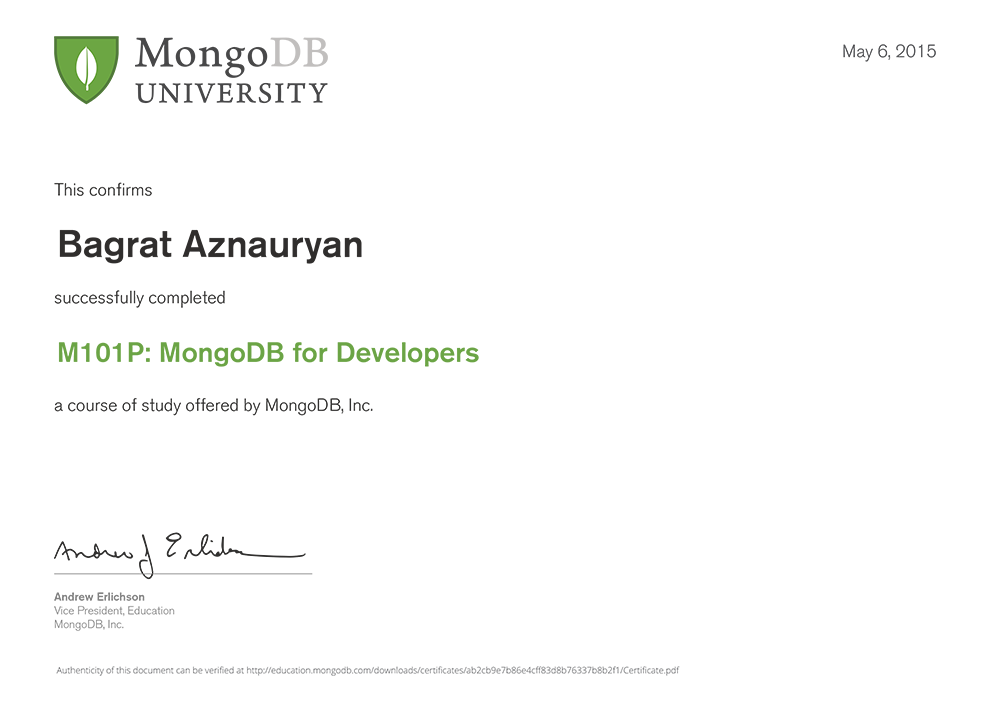 MongoDB
UNIVERSITY
May 6, 2015
This confirms
Bagrat Aznauryan
successfully completed
M101P: MongoDB for Developers
a course of study offered by MongoDB, Inc.
Andrew J Erlichson
Andrew Erlichson
Vice President, Education
MongoDB, Inc.
Authenticity of this document can be verified at http://education.mongodb.com/downloads/certificates/ab2cb9e7b86e4cff83d8b76337b8b2f1/Certificate.pdf